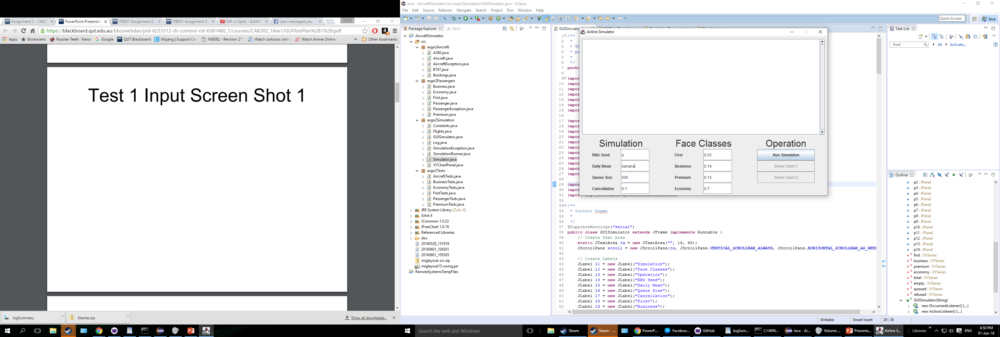 Assignment 2 – CAB3
PowerPoint Presentat
ITB001 Assignment 2
ITB001 Assignment 2
NiP vs Optic - ELEAGU
Liam messaged you
Bryce
https://blackboard.qut.edu.au/bbcswebdav/pid-6253512-dt-content-rid-6381480_1/courses/CAB302_16se1/GUITestPlan%281%29.pdf
Apps
Bookmarks
Rooster Teeth · News
Google
QUT Blackboard
Mojang | Support Cen
INB382 - Revision 275
Watch cartoons online
Watch Anime Online |
»
Other bookmarks
Test 1 Input Screen Shot 1
logSummary
libaries.zip
Show all downloads...
Java - AircraftSimulator/src/asgn2Simulators/GUISimulator.java - Eclipse
File Edit Source Refactor Navigate Search Project Run Window Help
Quick Access
Java
Package Explorer
JUnit
AircraftSimulator
src
asgn2Aircraft
A380.java
Aircraft.java
AircraftException.java
B747.java
Bookings.java
asgn2Passengers
Business.java
Economy.java
First.java
Passenger.java
PassengerException.java
Premium.java
asgn2Simulators
Constants.java
Flights.java
GUISimulator.java
Log.java
SimulationException.java
SimulationRunner.java
Simulator.java
XYChartPanel.java
asgn2Tests
AircraftTests.java
BusinessTests.java
EconomyTests.java
FirstTests.java
PassengerTests.java
PremiumTests.java
JRE System Library [Zulu-8]
JUnit 4
JCommon 1.0.23
JFreeChart 1.0.19
Referenced Libraries
doc
20160528_131919
20160601_104301
20160601_105305
miglayout-src.zip
miglayout15-swing.jar
RemoteSystemsTempFiles
GUISimulator
1 /**
2 *
3 * Th
4 * pa
5 *
6 */
7 packa
8
9 impor
10 impor
11 impor
12 impor
13 impor
14 impor
15 impor
16
17 impor
18 impor
19 impor
20 impor
21 impor
22 impor
23 impor
24 impor
25 impor
26 impor
27 impor
28
29 impor
30 impor
31 impor
32
33 /**
34 * @author hogan
35 *
36 */
37 @SuppressWarnings("serial")
38 public class GUISimulator extends JFrame implements Runnable {
39 // Create Text Area
40 static JTextArea ta = new JTextArea("", 19, 69);
41 JScrollPane scroll = new JScrollPane(ta, JScrollPane.VERTICAL_SCROLLBAR_ALWAYS, JScrollPane.HORIZONTAL_SCROLLBAR_AS_NEE
42
43 // Create Labels
44 JLabel l1 = new JLabel("Simulation");
45 JLabel l2 = new JLabel("Face Classes");
46 JLabel l3 = new JLabel("Operation");
47 JLabel l4 = new JLabel("RNG Seed");
48 JLabel l5 = new JLabel("Daily Mean");
49 JLabel l6 = new JLabel("Queue Size");
50 JLabel l7 = new JLabel("Cancellation");
51 JLabel l8 = new JLabel("First");
52 JLabel l9 = new JLabel("Business");
Airline Simulator
Simulation
RNG Seed a
Daily Mean banana
Queue Size 500
Cancellation 0.1
Face Classes
First 0.03
Business 0.14
Premium 0.13
Economy 0.7
Operation
Run Simulation
Show Chart 1
Show Chart 2
Task List
Find
All
Activate...
Outline
p2 : JPanel
p3 : JPanel
p4 : JPanel
p5 : JPanel
p6 : JPanel
p7 : JPanel
p8 : JPanel
p9 : JPanel
p10 : JPanel
p11 : JPanel
p12 : JPanel
p13 : JPanel
p14 : JPanel
first : XYSeries
business : XYSeries
premium : XYSeries
economy : XYSeries
total : XYSeries
empty : XYSeries
queued : XYSeries
refused : XYSeries
GUISimulator(String)
new DocumentListener() {...}
new ActionListener() {...}
Writable
Smart Insert
29 : 36
Search the web and Windows
Steam
Steam - ...
PowerP...
Faceboo...
GitHub
logSum...
C:\WIN...
Java - Ai...
Volume ...
Presenta...
Airline S...
Libraries
»
ENG
4:50 PM
01-Jun-16